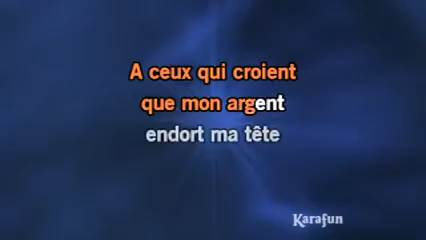 A ceux qui croient
que mon argent
endort ma tête
Karafun